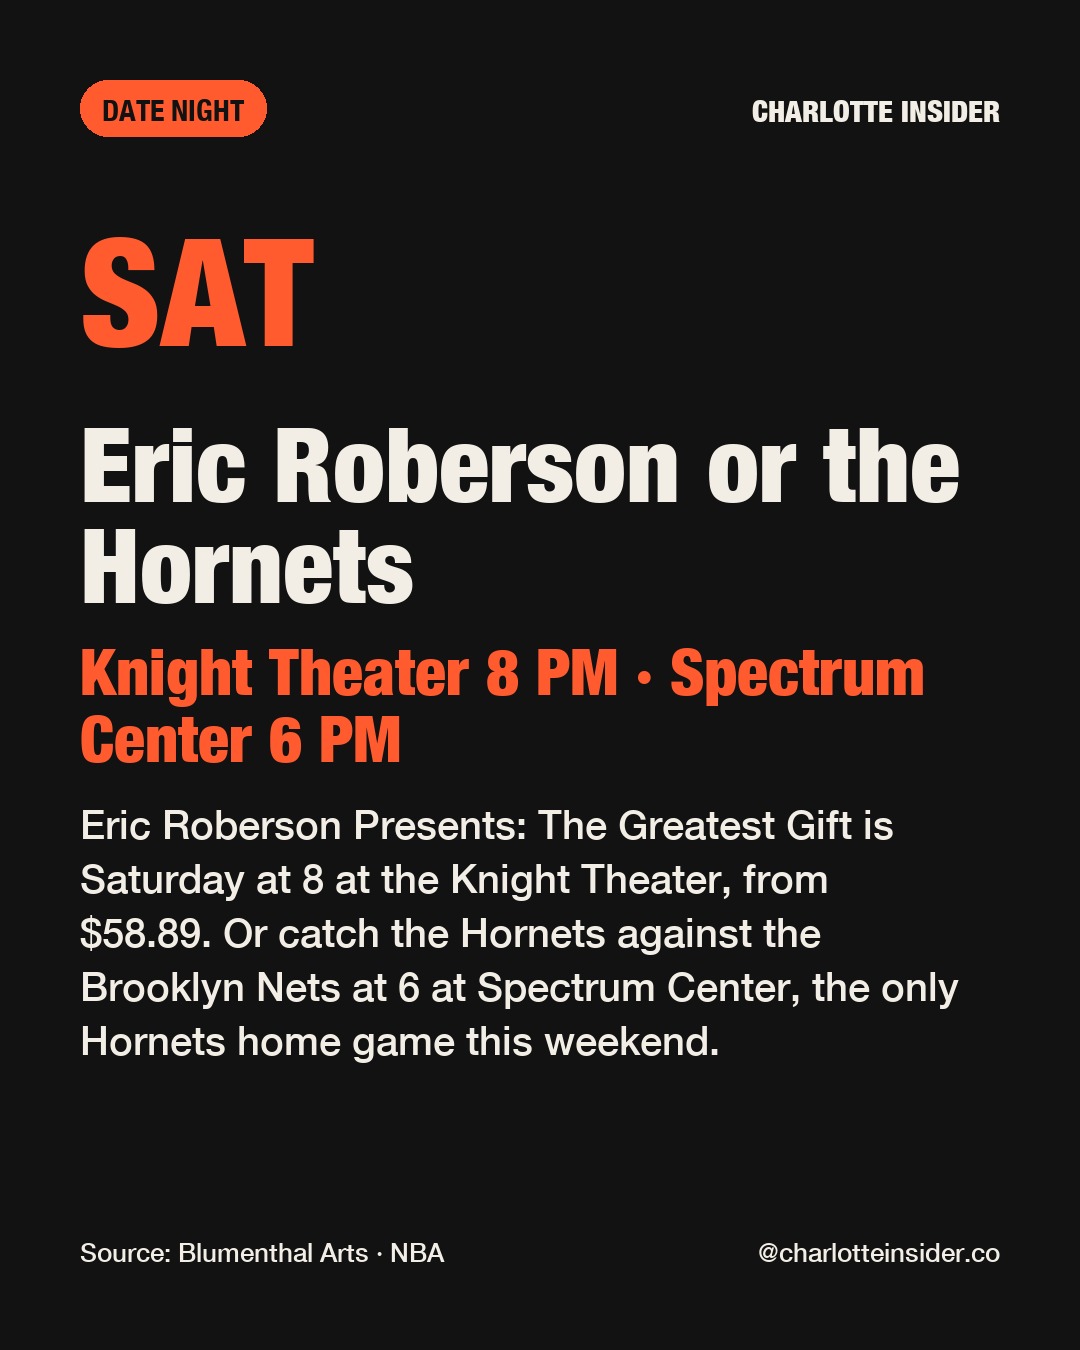 DATE NIGHT
CHARLOTTE INSIDER
SAT
Eric Roberson or the
Hornets
Knight Theater 8 PM · Spectrum
Center 6 PM
Eric Roberson Presents: The Greatest Gift is
Saturday at 8 at the Knight Theater, from
$58.89. Or catch the Hornets against the
Brooklyn Nets at 6 at Spectrum Center, the only
Hornets home game this weekend.
Source: Blumenthal Arts · NBA
@charlotteinsider.co